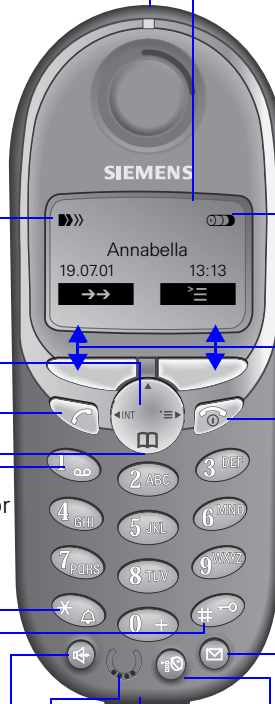 SIEMENS
Annabella
19.07.01 13:13
INT
1
2 ABC
3 DEF
or
4 GHI
5 JKL
6 MNO
7 PQRS
8 TUV
9 WXYZ
* 0 + #